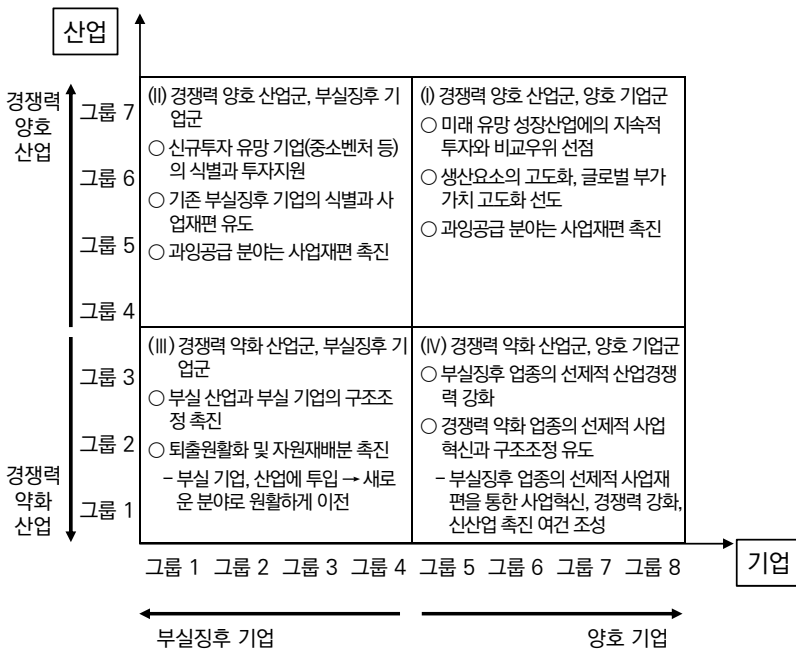 산업
경쟁력
양호
산업
그룹 7
그룹 6
그룹 5
그룹 4
(II) 경쟁력 양호 산업군, 부실징후 기
업군
○ 신규투자 유망 기업(중소벤처 등)
의 식별과 투자지원
○ 기존 부실징후 기업의 식별과 사
업재편 유도
○ 과잉공급 분야는 사업재편 촉진
(I) 경쟁력 양호 산업군, 양호 기업군
○ 미래 유망 성장산업에의 지속적
투자와 비교우위 선점
○ 생산요소의 고도화, 글로벌 부가
가치 고도화 선도
○ 과잉공급 분야는 사업재편 촉진
경쟁력
약화
산업
그룹 3
그룹 2
그룹 1
(III) 경쟁력 약화 산업군, 부실징후 기
업군
○ 부실 산업과 부실 기업의 구조조
정 촉진
○ 퇴출원활화 및 자원재배분 촉진
- 부실 기업, 산업에 투입 → 새로
운 분야로 원활하게 이전
(IV) 경쟁력 약화 산업군, 양호 기업군
○ 부실징후 업종의 선제적 산업경쟁
력 강화
○ 경쟁력 약화 업종의 선제적 사업
혁신과 구조조정 유도
- 부실징후 업종의 선제적 사업재
편을 통한 사업혁신, 경쟁력 강화,
신산업 촉진 여건 조성
그룹 1 그룹 2 그룹 3 그룹 4 그룹 5 그룹 6 그룹 7 그룹 8
기업
부실징후 기업
양호 기업